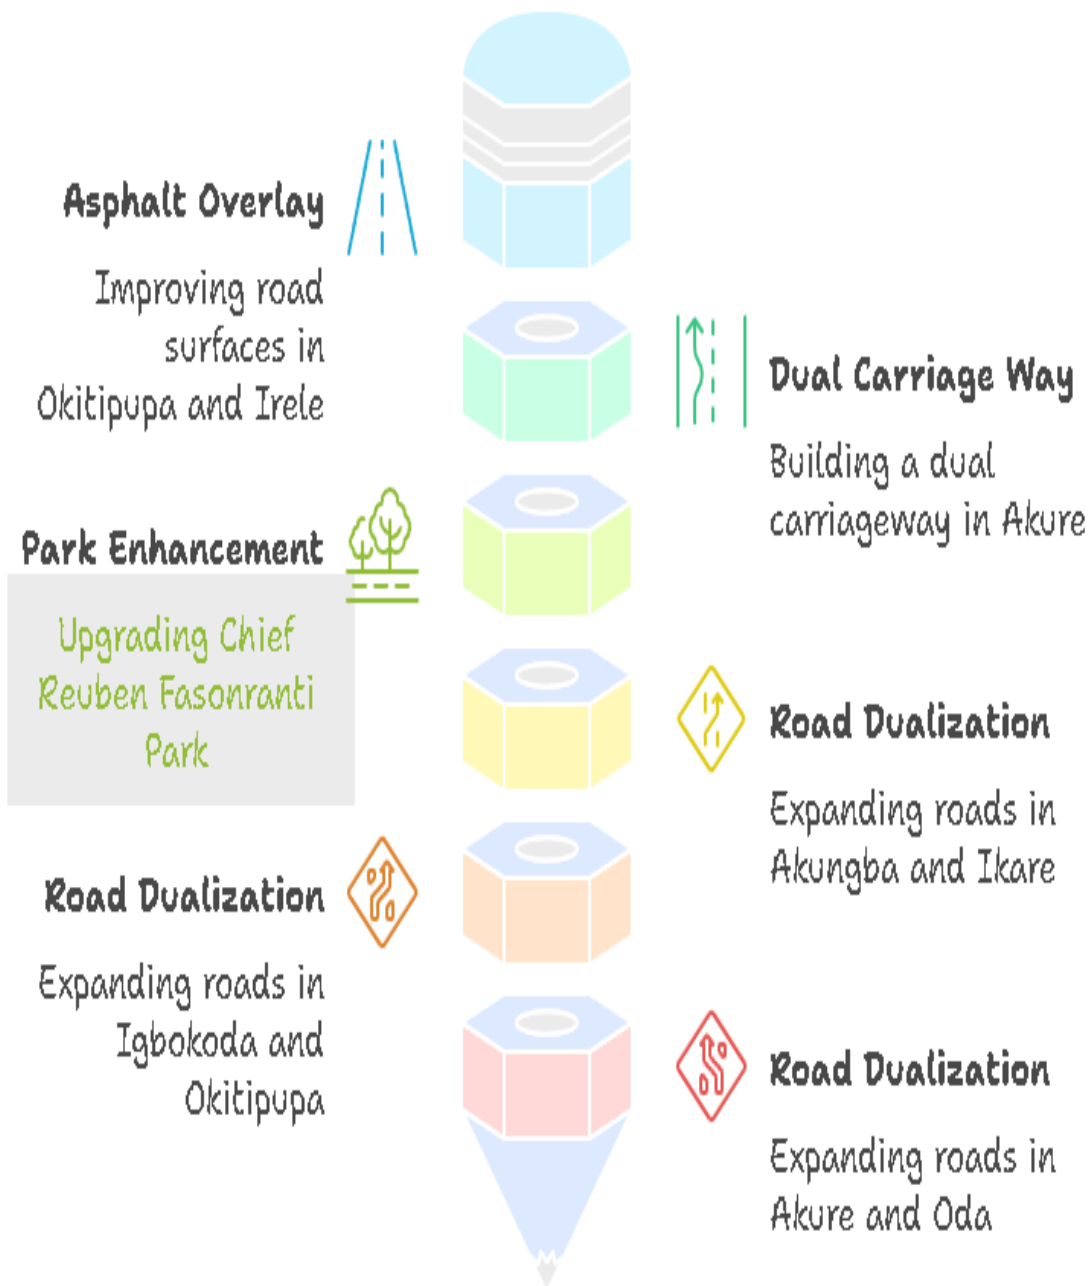 Asphalt Overlay
Improving road
surfaces in
Okitipupa and Irele
Dual Carriage Way
Building a dual
carriageway in Akure
Park Enhancement
Upgrading Chief
Reuben Fasonranti
Park
Road Dualization
Expanding roads in
Akungba and Ikare
Road Dualization
Expanding roads in
Igbokoda and
Okitipupa
Road Dualization
Expanding roads in
Akure and Oda